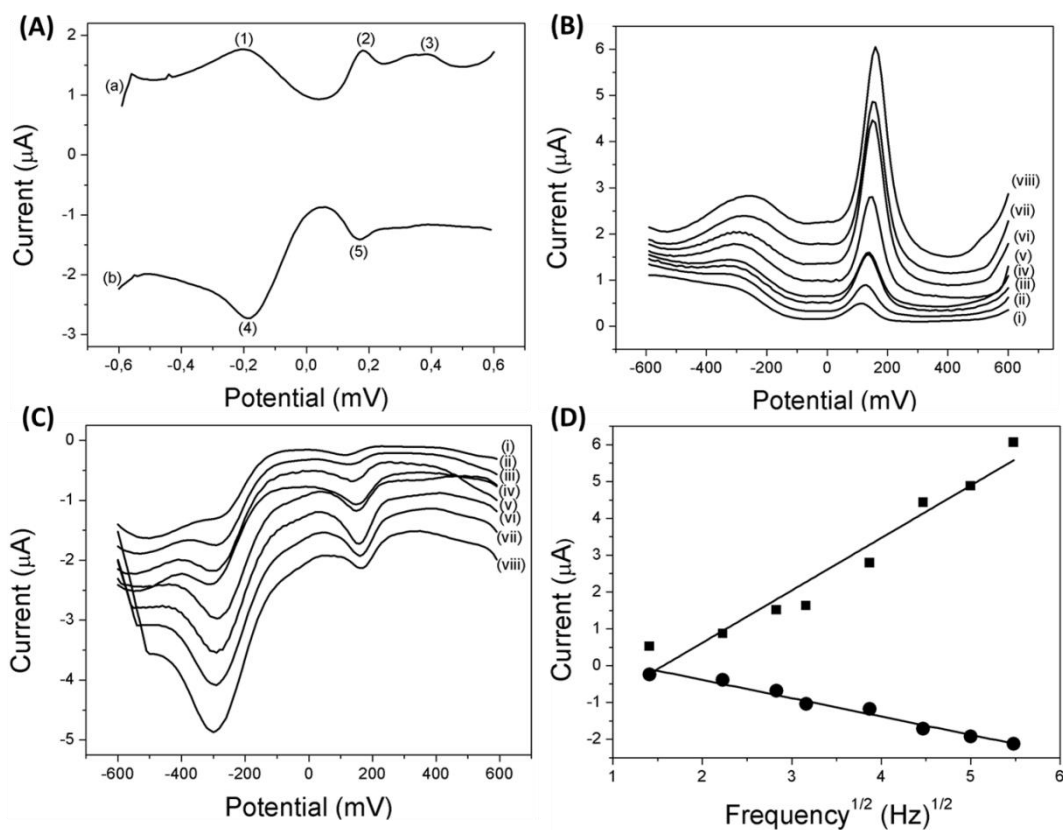 (A)
2
1
0
-1
-2
-3
Current (µA)
(a)
(b)
(1)
(2)
(3)
(4)
(5)
-0,6
-0,4
-0,2
0,0
0,2
0,4
0,6
Potential (mV)
(B)
6
5
4
3
2
1
0
Current (µA)
(viii)
(vii)
(vi)
(v)
(iv)
(iii)
(ii)
(i)
-600
-400
-200
0
200
400
600
Potential (mV)
(C)
0
-1
-2
-3
-4
-5
Current (µA)
(i)
(ii)
(iii)
(iv)
(v)
(vi)
(vii)
(viii)
-600
-400
-200
0
200
400
600
Potential (mV)
(D)
6
5
4
3
2
1
0
-1
-2
Current (µA)
1
2
3
4
5
6
Frequency^1/2 (Hz)^1/2